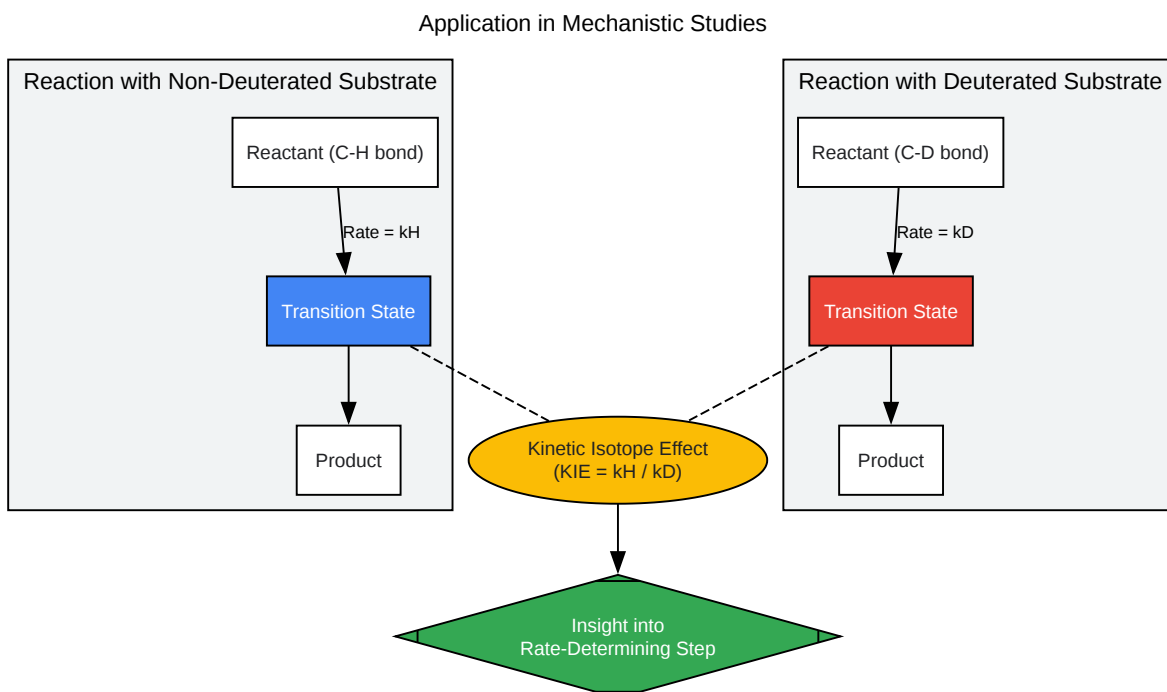 Application in Mechanistic Studies
Reaction with Non-Deuterated Substrate
Reaction with Deuterated Substrate
Reactant (C-H bond)
Reactant (C-D bond)
Rate = kH
Rate = kD
Transition State
Transition State
Product
Kinetic Isotope Effect
(KIE = kH / kD)
Product
Insight into
Rate-Determining Step